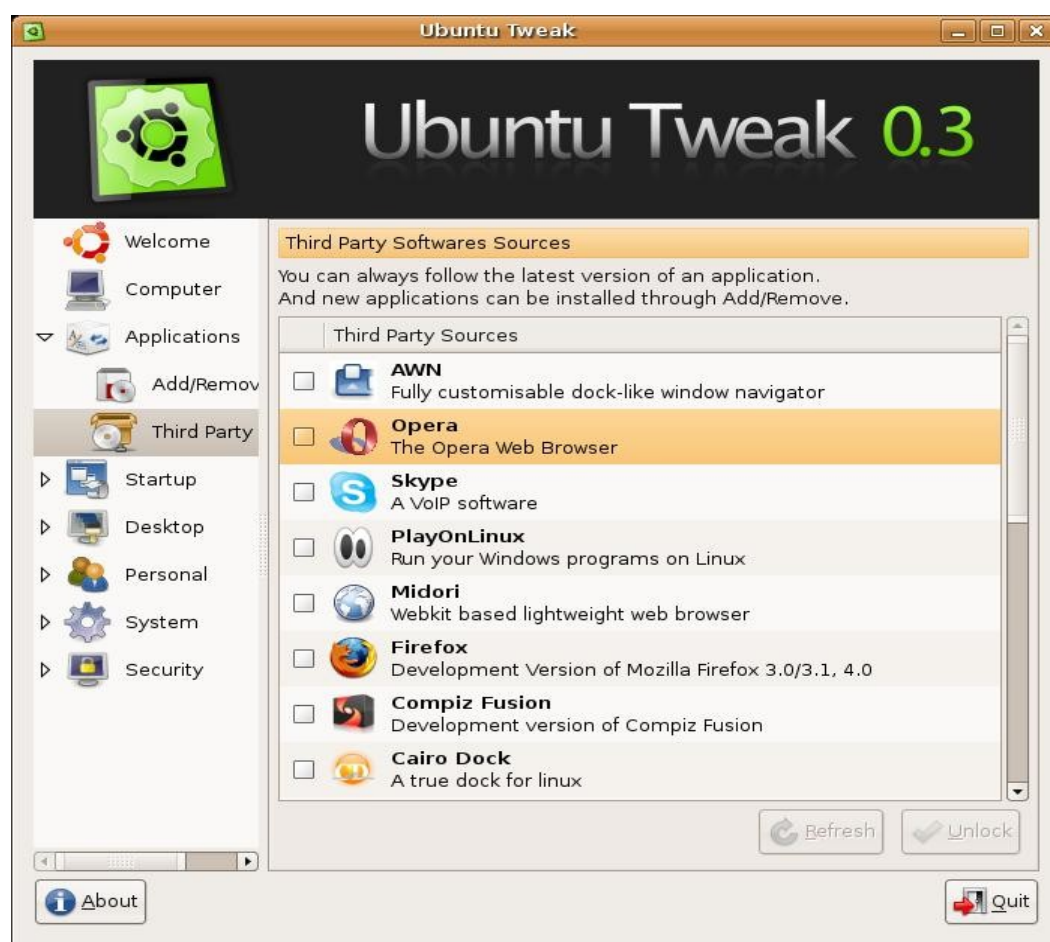 Ubuntu Tweak
Ubuntu Tweak 0.3
Welcome
Computer
Applications
Add/Remov
Third Party
Startup
Desktop
Personal
System
Security
Third Party Softwares Sources
You can always follow the latest version of an application.
And new applications can be installed through Add/Remove.
Third Party Sources
AWN
Fully customisable dock-like window navigator
Opera
The Opera Web Browser
Skype
A VoIP software
PlayOnLinux
Run your Windows programs on Linux
Midori
Webkit based lightweight web browser
Firefox
Development Version of Mozilla Firefox 3.0/3.1, 4.0
Compiz Fusion
Development version of Compiz Fusion
Cairo Dock
A true dock for linux
Refresh
Unlock
About
Quit